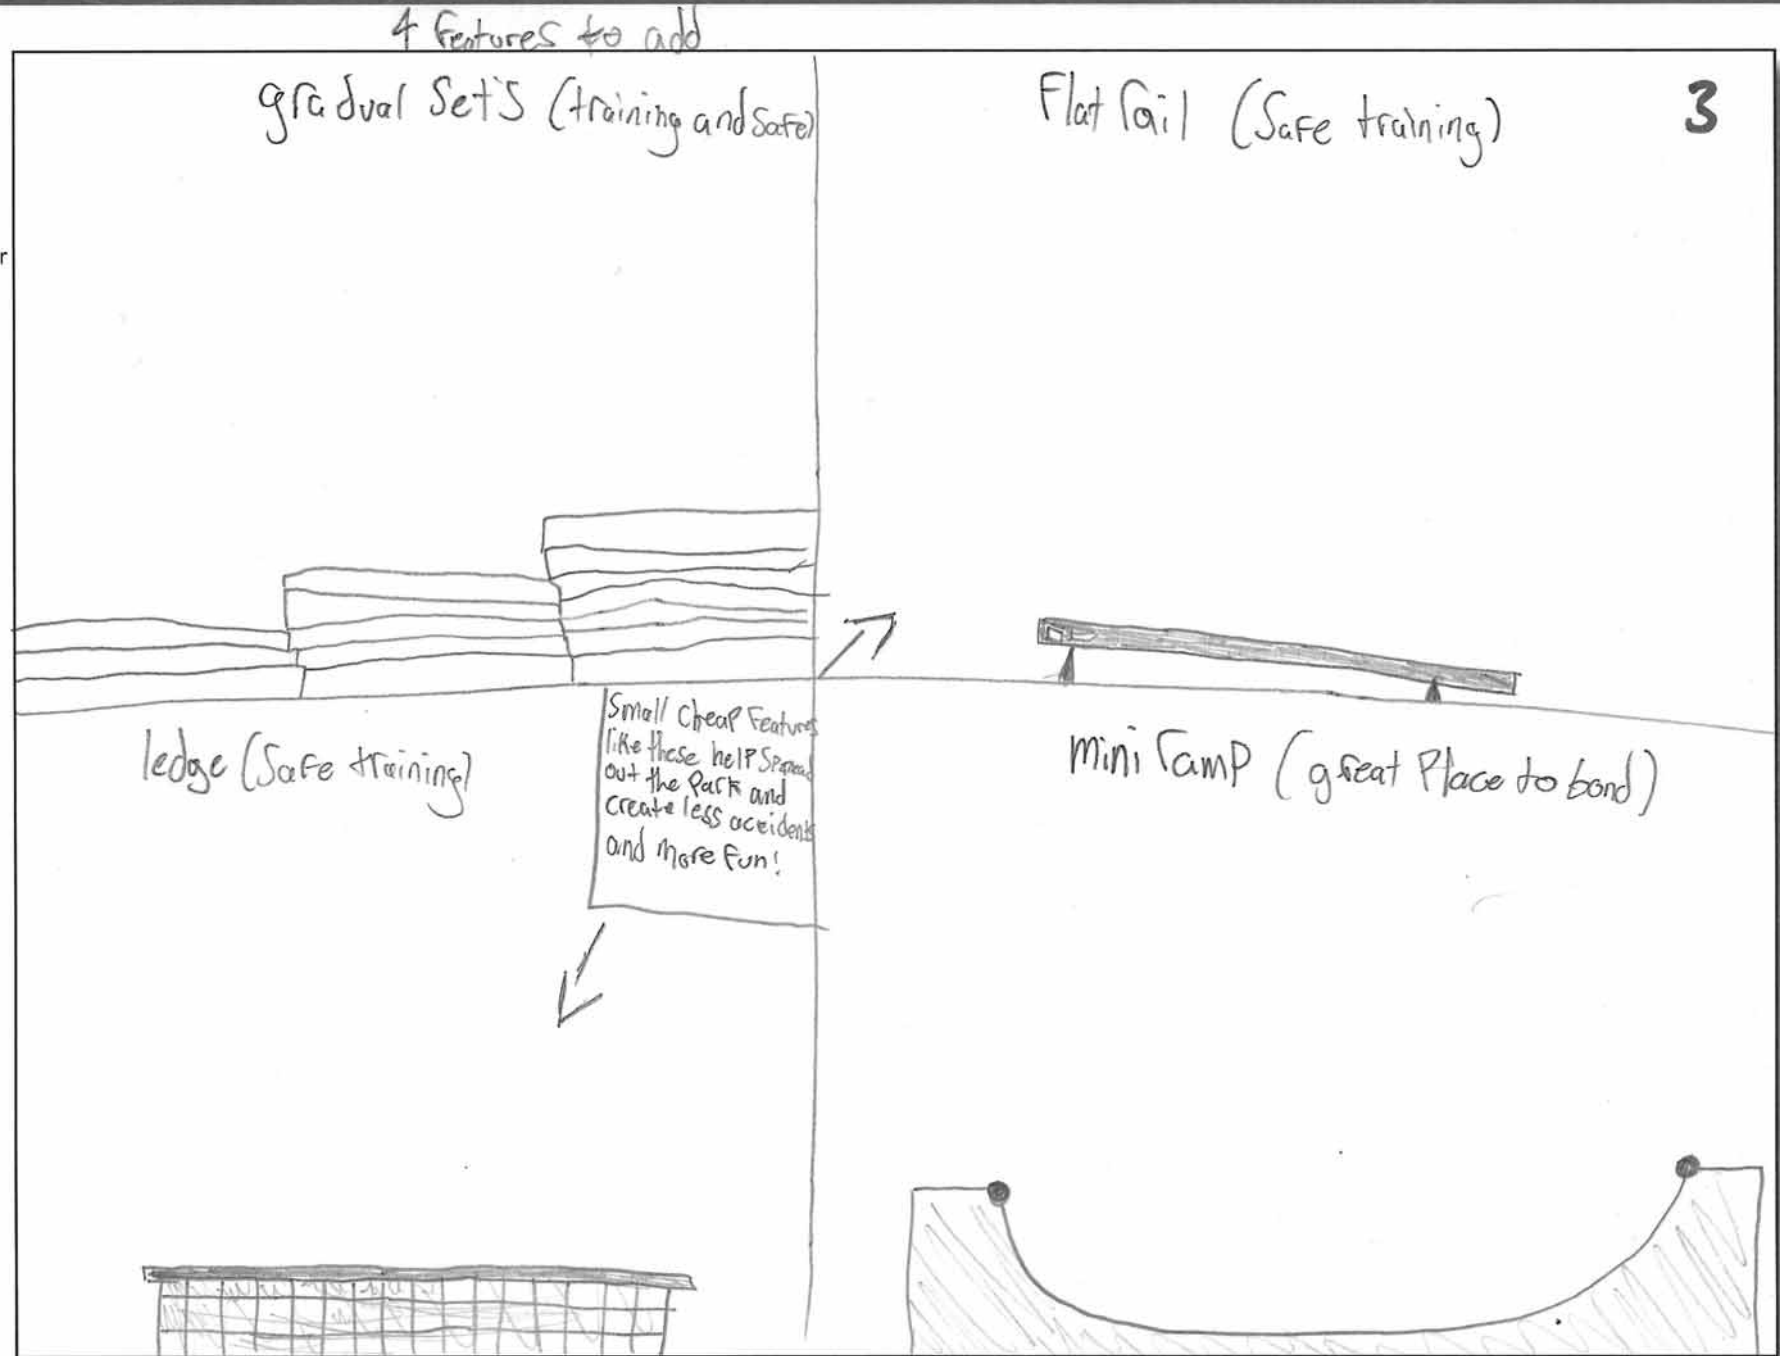 4 features to add
gradual Set's (training and safe)
Flat rail (Safe training)
3
r
ledge (Safe training)
Small cheap features
like these help spread
out the park and
create less accidents
and more fun!
mini ramp (great place to bond)